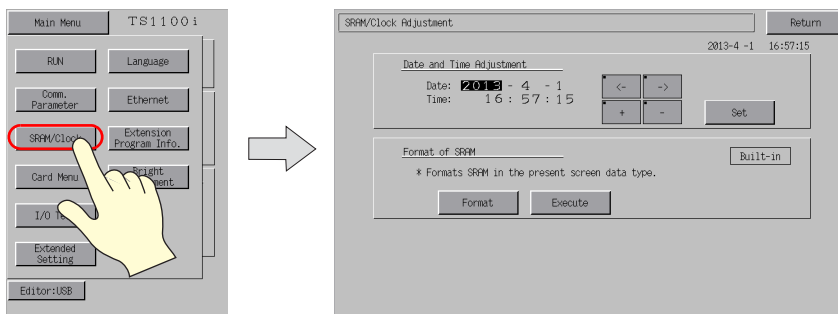 Main Menu
TS1100i
RUN
Language
Comm.
Parameter
Ethernet
SRAM/Clock
Extension
Program Info.
Card Menu
Bright
I/O
Extended
Setting
Editor:USB
SRAM/Clock Adjustment
Return
2013-4 -1 16:57:15
Date and Time Adjustment
Date: 2013 - 4 - 1
Time: 16 : 57 : 15
<- ->
+ -
Set
Format of SRAM
Built-in
* Formats SRAM in the present screen data type.
Format
Execute